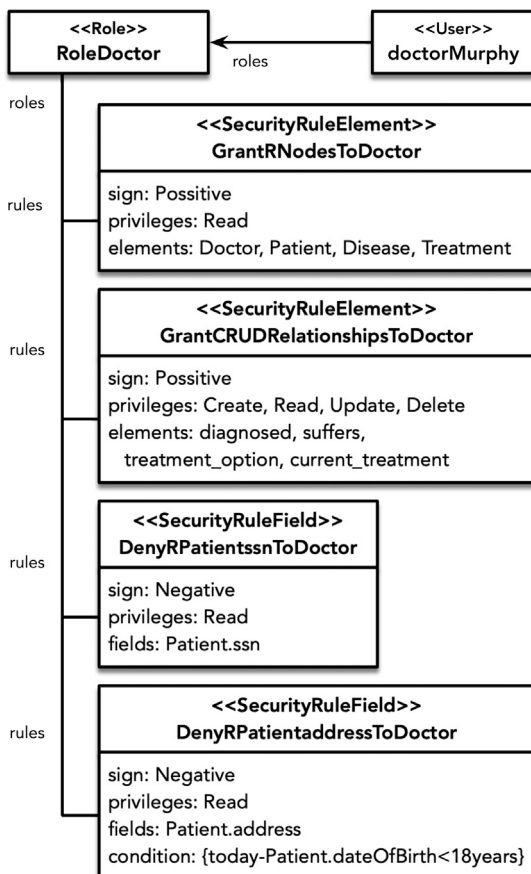 <<Role>>
RoleDoctor
roles
<<User>>
doctorMurphy
roles
<<SecurityRuleElement>>
GrantRNodesToDoctor
rules
sign: Possitive
privileges: Read
elements: Doctor, Patient, Disease, Treatment
<<SecurityRuleElement>>
GrantCRUDRelationshipsToDoctor
rules
sign: Possitive
privileges: Create, Read, Update, Delete
elements: diagnosed, suffers,
treatment_option, current_treatment
<<SecurityRuleField>>
DenyRPatientssnToDoctor
rules
sign: Negative
privileges: Read
fields: Patient.ssn
<<SecurityRuleField>>
DenyRPatientaddressToDoctor
rules
sign: Negative
privileges: Read
fields: Patient.address
condition: {today-Patient.dateOfBirth<18years}